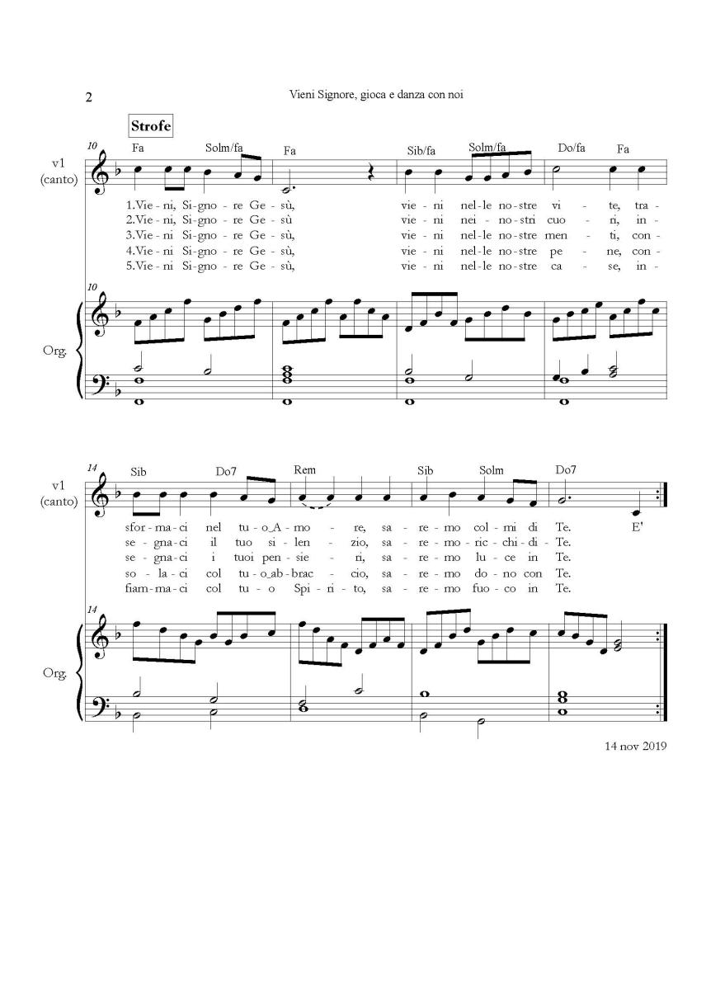 2
Vieni Signore, gioca e danza con noi
Strofe
10
Fa Solm/fa Fa Sib/fa Solm/fa Do/fa Fa
v1
(canto)
1.Vie - ni, Si-gno - re Ge - sù, vie - ni nel-le no-stre vi - te, tra-
2.Vie - ni, Si-gno - re Ge - sù vie - ni nei - no-stri cuo - ri, in -
3.Vie - ni Si-gno - re Ge - sù, vie - ni nel-le no-stre men - ti, con -
4.Vie - ni Si-gno - re Ge - sù, vie - ni nel-le no-stre pe - ne, con -
5.Vie - ni Si-gno - re Ge - sù, vie - ni nel-le no-stre ca - se, in -
10
Org.
14
Sib Do7 Rem Sib Solm Do7
v1
(canto)
sfor-ma-ci nel tu-o_A-mo - re, sa-re-mo col-mi di Te. E'
se - gna-ci il tuo si-len - zio, sa - re-mo-ric-chi-di-Te.
se - gna-ci i tuoi pen-sie - ri, sa - re-mo lu-ce in Te.
so - la - ci col tu-o_ab-brac - cio, sa - re-mo do-no con Te.
fiam-ma-ci col tu - o Spi-ri-to, sa - re-mo fuo-co in Te.
14
Org.
14 nov 2019